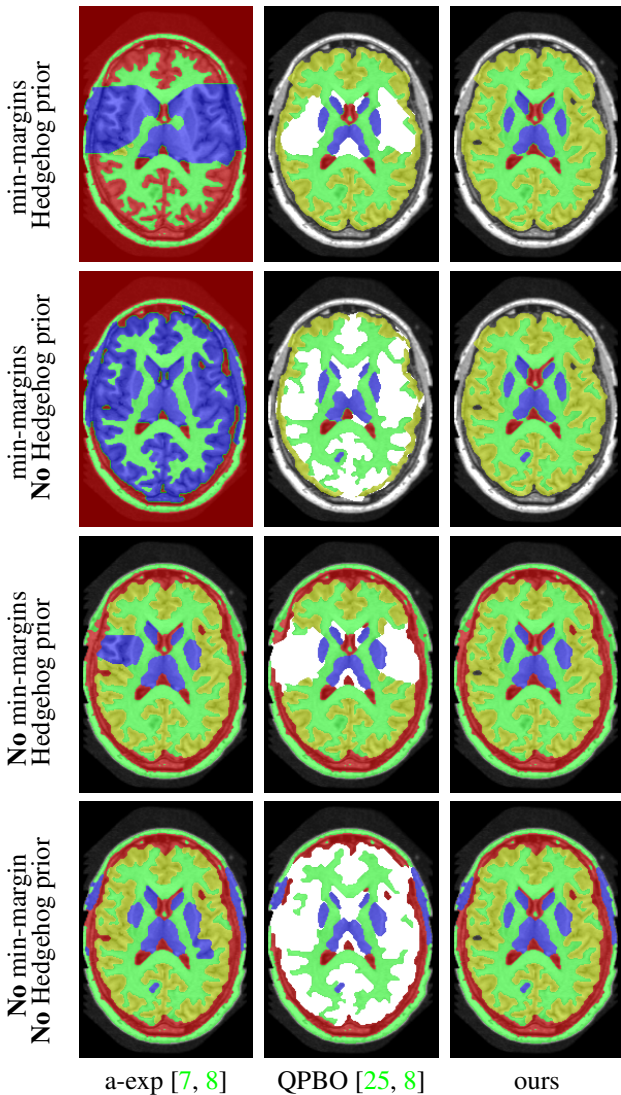 min-margins
Hedgehog prior
min-margins
No Hedgehog prior
No min-margins
Hedgehog prior
No min-margin
No Hedgehog prior
a-exp [7, 8]
QPBO [25, 8]
ours